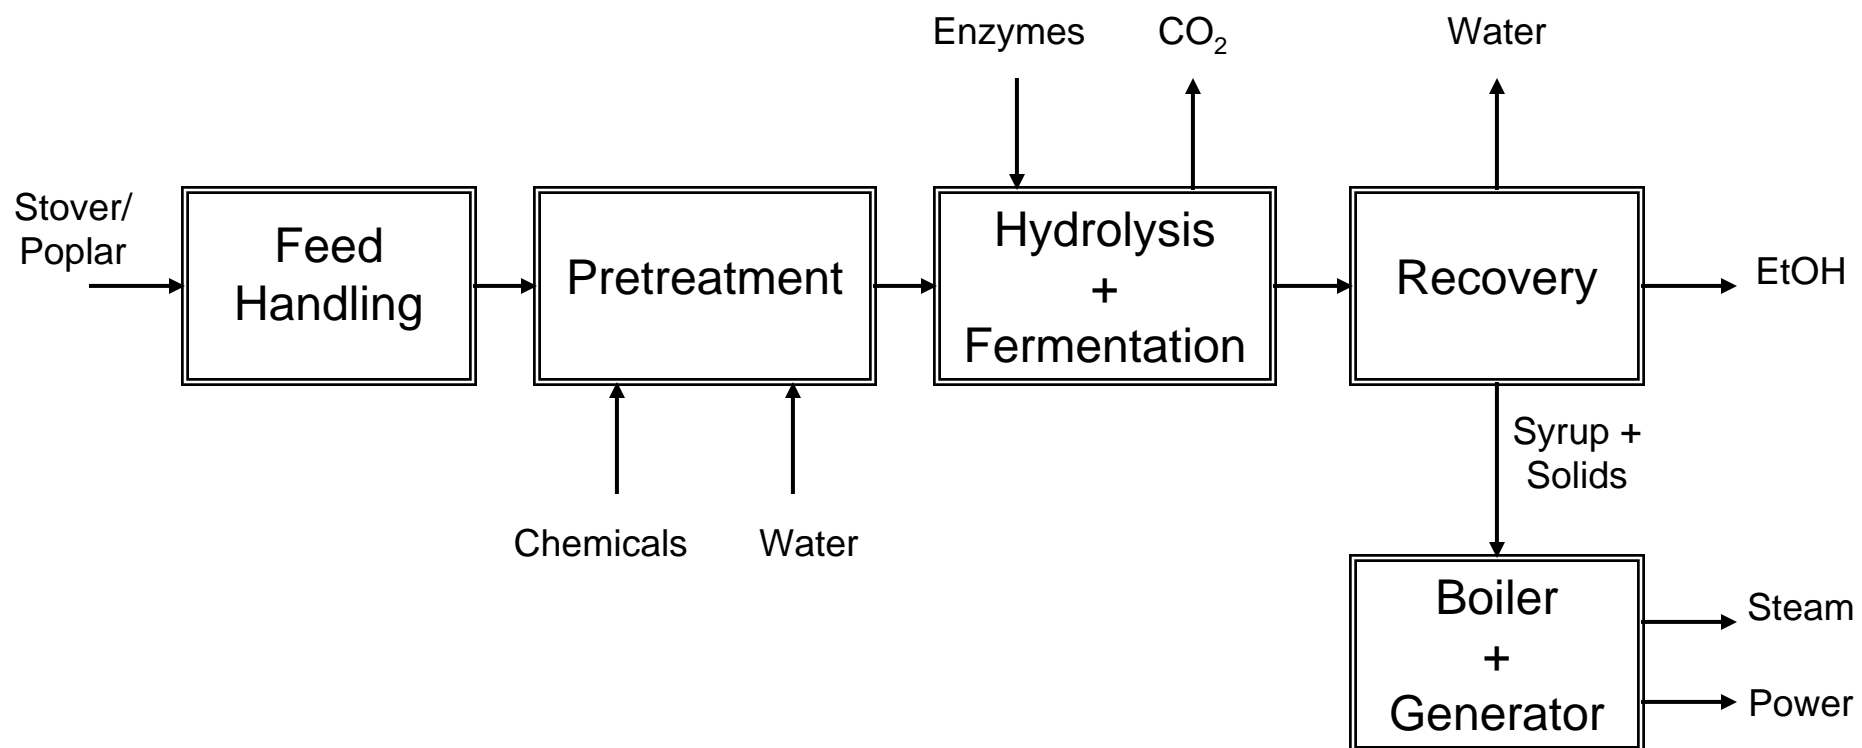 Enzymes
CO₂
Water
Stover/
Poplar
Feed
Handling
Pretreatment
Hydrolysis
+
Fermentation
Recovery
EtOH
Chemicals
Water
Syrup +
Solids
Boiler
+
Generator
Steam
Power